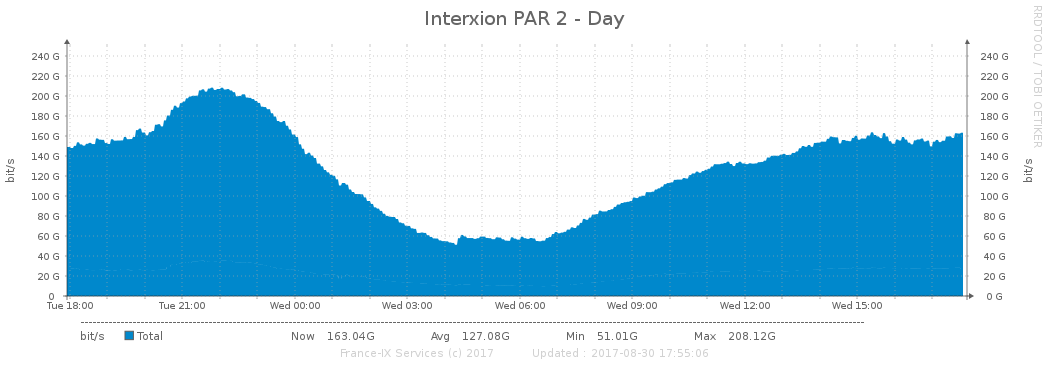 Interxion PAR 2 - Day
RRDTOOL / TOBI OETIKER
bit/s
240 G 240 G
220 G 220 G
200 G 200 G
180 G 180 G
160 G 160 G
140 G 140 G
120 G 120 G
100 G 100 G
80 G 80 G
60 G 60 G
40 G 40 G
20 G 20 G
0 0 G
bit/s
Tue 18:00 Tue 21:00 Wed 00:00 Wed 03:00 Wed 06:00 Wed 09:00 Wed 12:00 Wed 15:00
bit/s Total Now 163.04G Avg 127.08G Min 51.01G Max 208.12G
France-IX Services (c) 2017 Updated : 2017-08-30 17:55:06